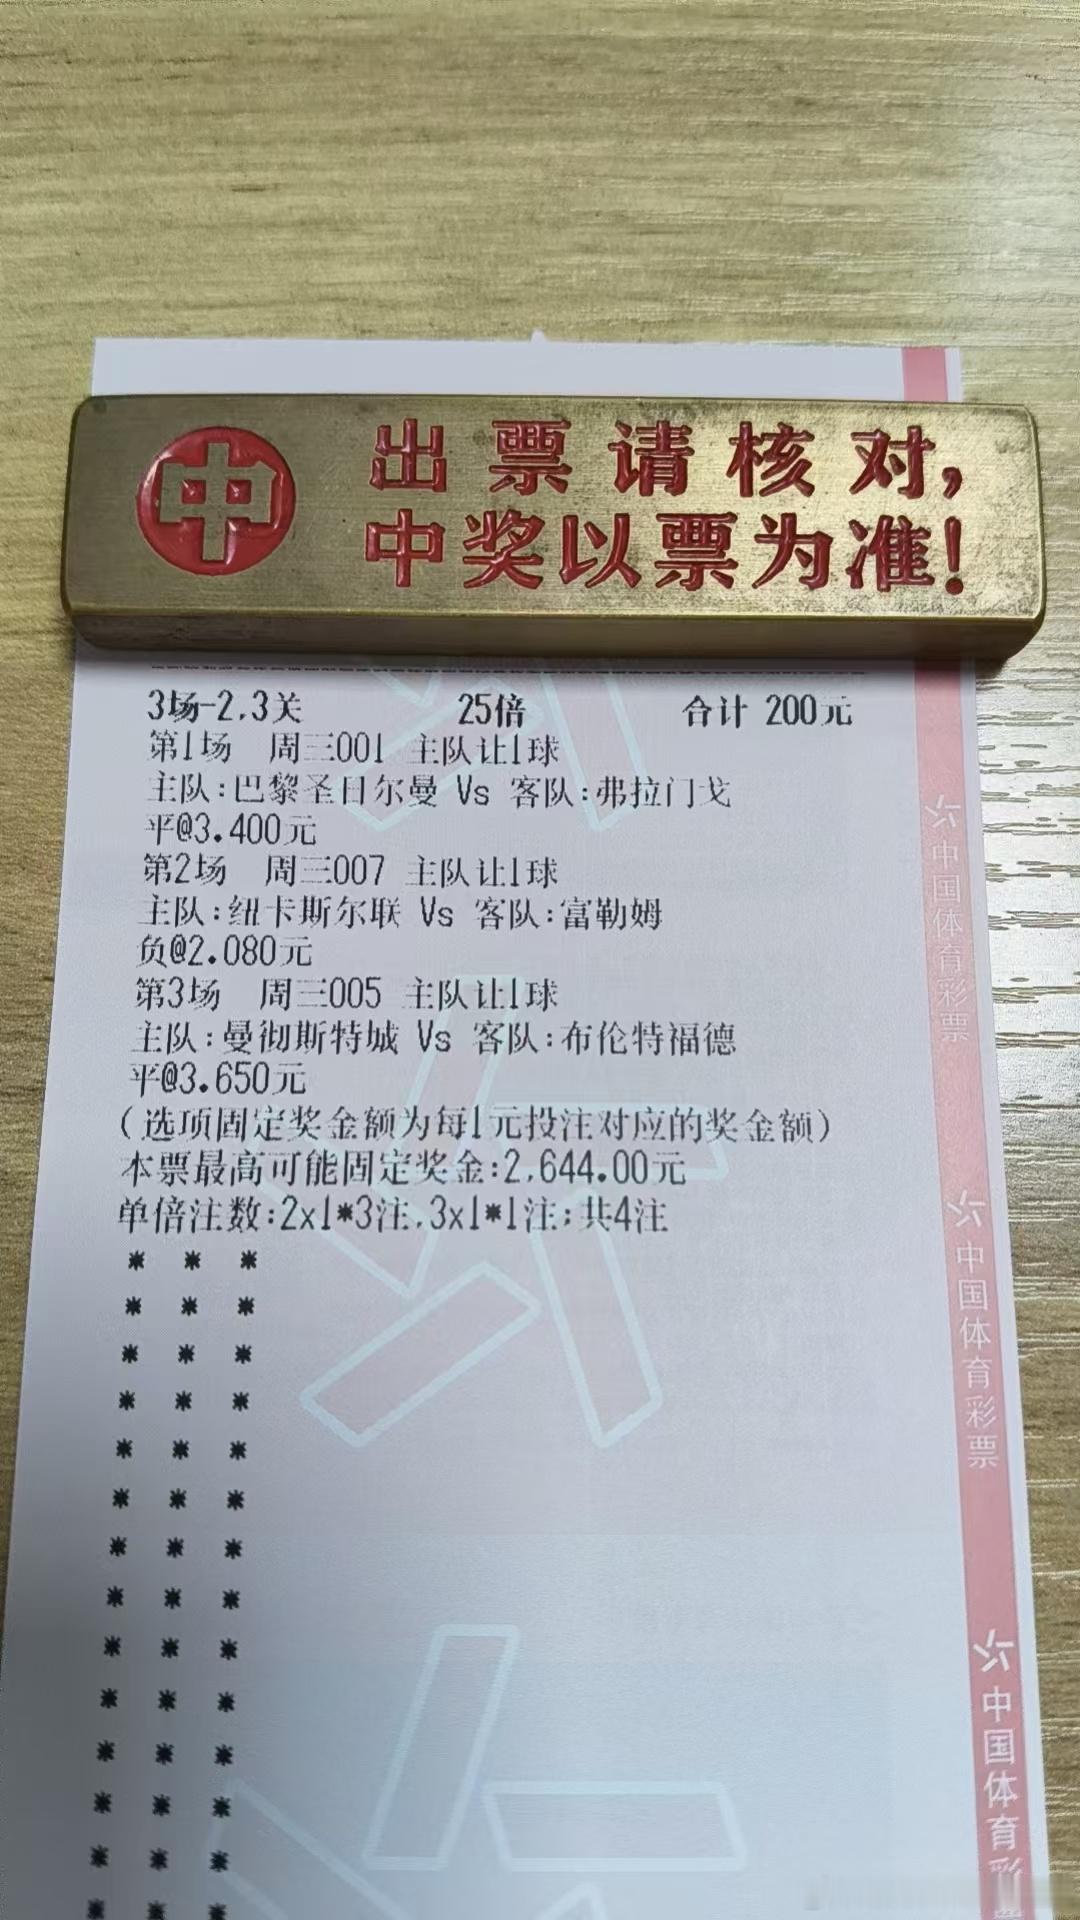 中
出票请核对,
中奖以票为准!
3场-2,3关 25倍 合计 200元
第1场 周三001 主队让1球
主队:巴黎圣日尔曼 Vs 客队:弗拉门戈
平@3.400元
第2场 周三007 主队让1球
主队:纽卡斯尔联 Vs 客队:富勒姆
负@2.080元
第3场 周三005 主队让1球
主队:曼彻斯特城 Vs 客队:布伦特福德
平@3.650元
(选项固定奖金额为每1元投注对应的奖金额)
本票最高可能固定奖金:2,644.00元
单倍注数:2x1*3注,3x1*1注;共4注
* * *
* * *
* * *
* * *
* * *
* * *
* * *
* * *
* * *
* * *
* * *
* * *
* * *
* * *
中国体育彩票
中国体育彩票
中国体育彩